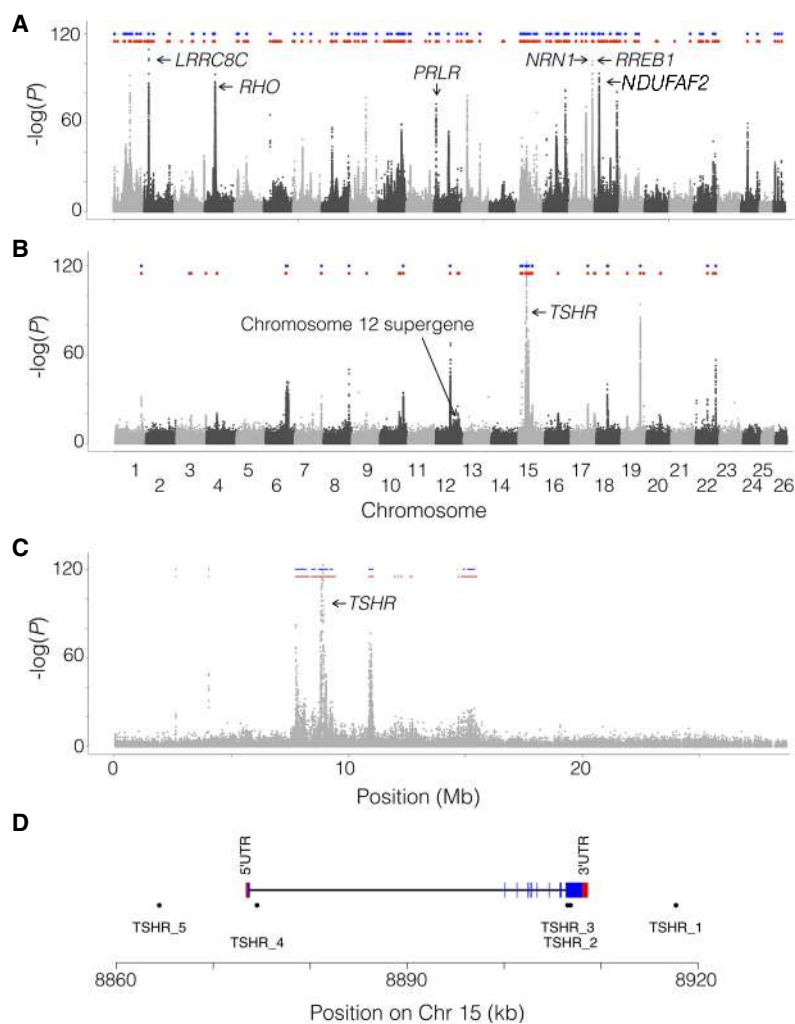 A
120
60
0
-log(P)
LRRC8C
RHO
PRLR
NRN1
RREB1
NDUFAF2
B
120
60
0
-log(P)
TSHR
Chromosome 12 supergene
1 3 5 7 9 11 13 15 17 19 21 23 25
2 4 6 8 10 12 14 16 18 20 22 24 26
Chromosome
C
120
60
0
-log(P)
TSHR
0 10 20
Position (Mb)
D
5'UTR
3'UTR
TSHR_5
TSHR_4
TSHR_3
TSHR_2
TSHR_1
8860 8890 8920
Position on Chr 15 (kb)